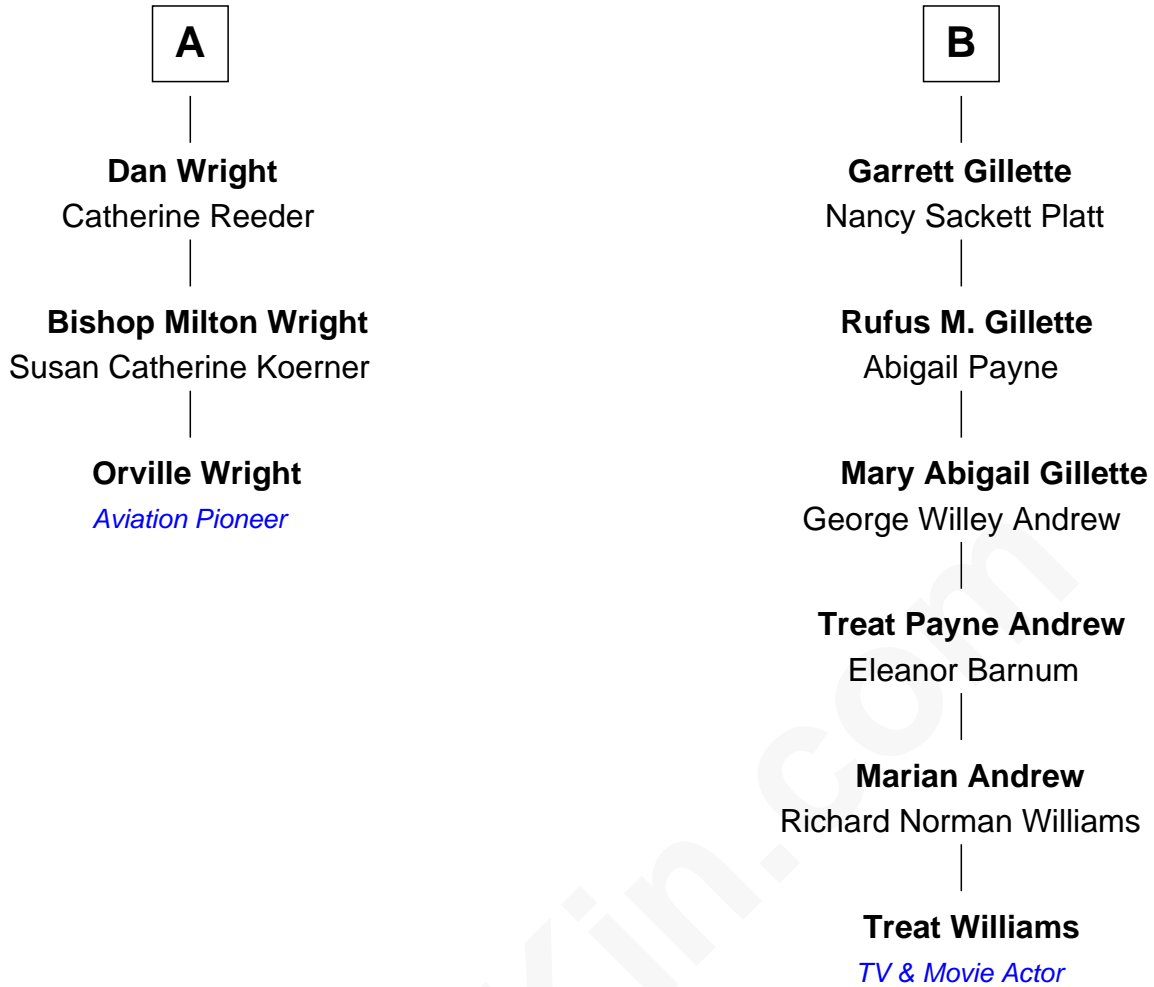 A
Dan Wright
Catherine Reeder
Bishop Milton Wright
Susan Catherine Koerner
Orville Wright
Aviation Pioneer
B
Garrett Gillette
Nancy Sackett Platt
Rufus M. Gillette
Abigail Payne
Mary Abigail Gillette
George Willey Andrew
Treat Payne Andrew
Eleanor Barnum
Marian Andrew
Richard Norman Williams
Treat Williams
TV & Movie Actor
Kin.com